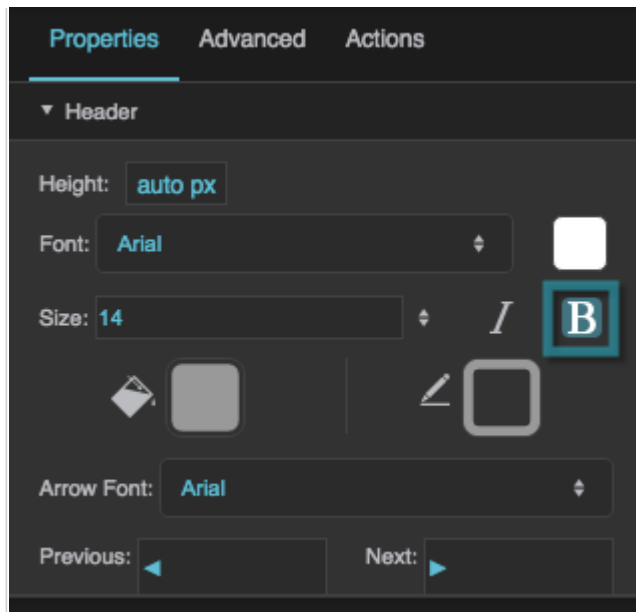 Properties Advanced Actions
▼ Header
Height: auto px
Font: Arial
Size: 14 I B
Arrow Font: Arial
Previous: ◀ Next: ▶